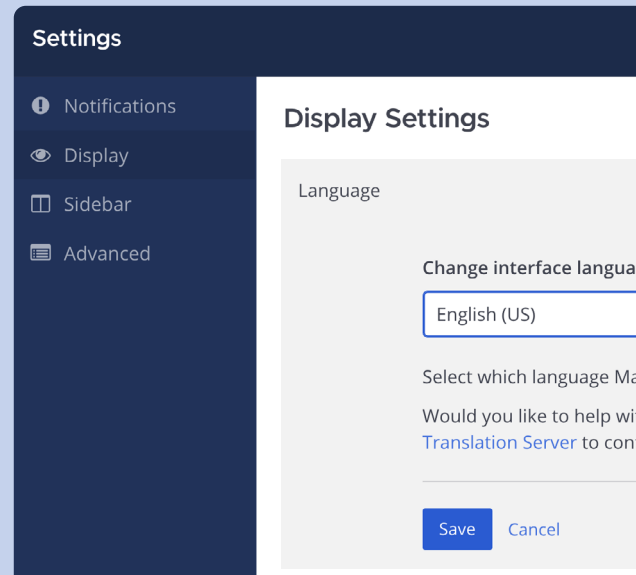 Settings
Notifications
Display
Sidebar
Advanced
Display Settings
Language
Change interface langua
English (US)
Select which language Ma
Would you like to help wi
Translation Server to con
Save
Cancel